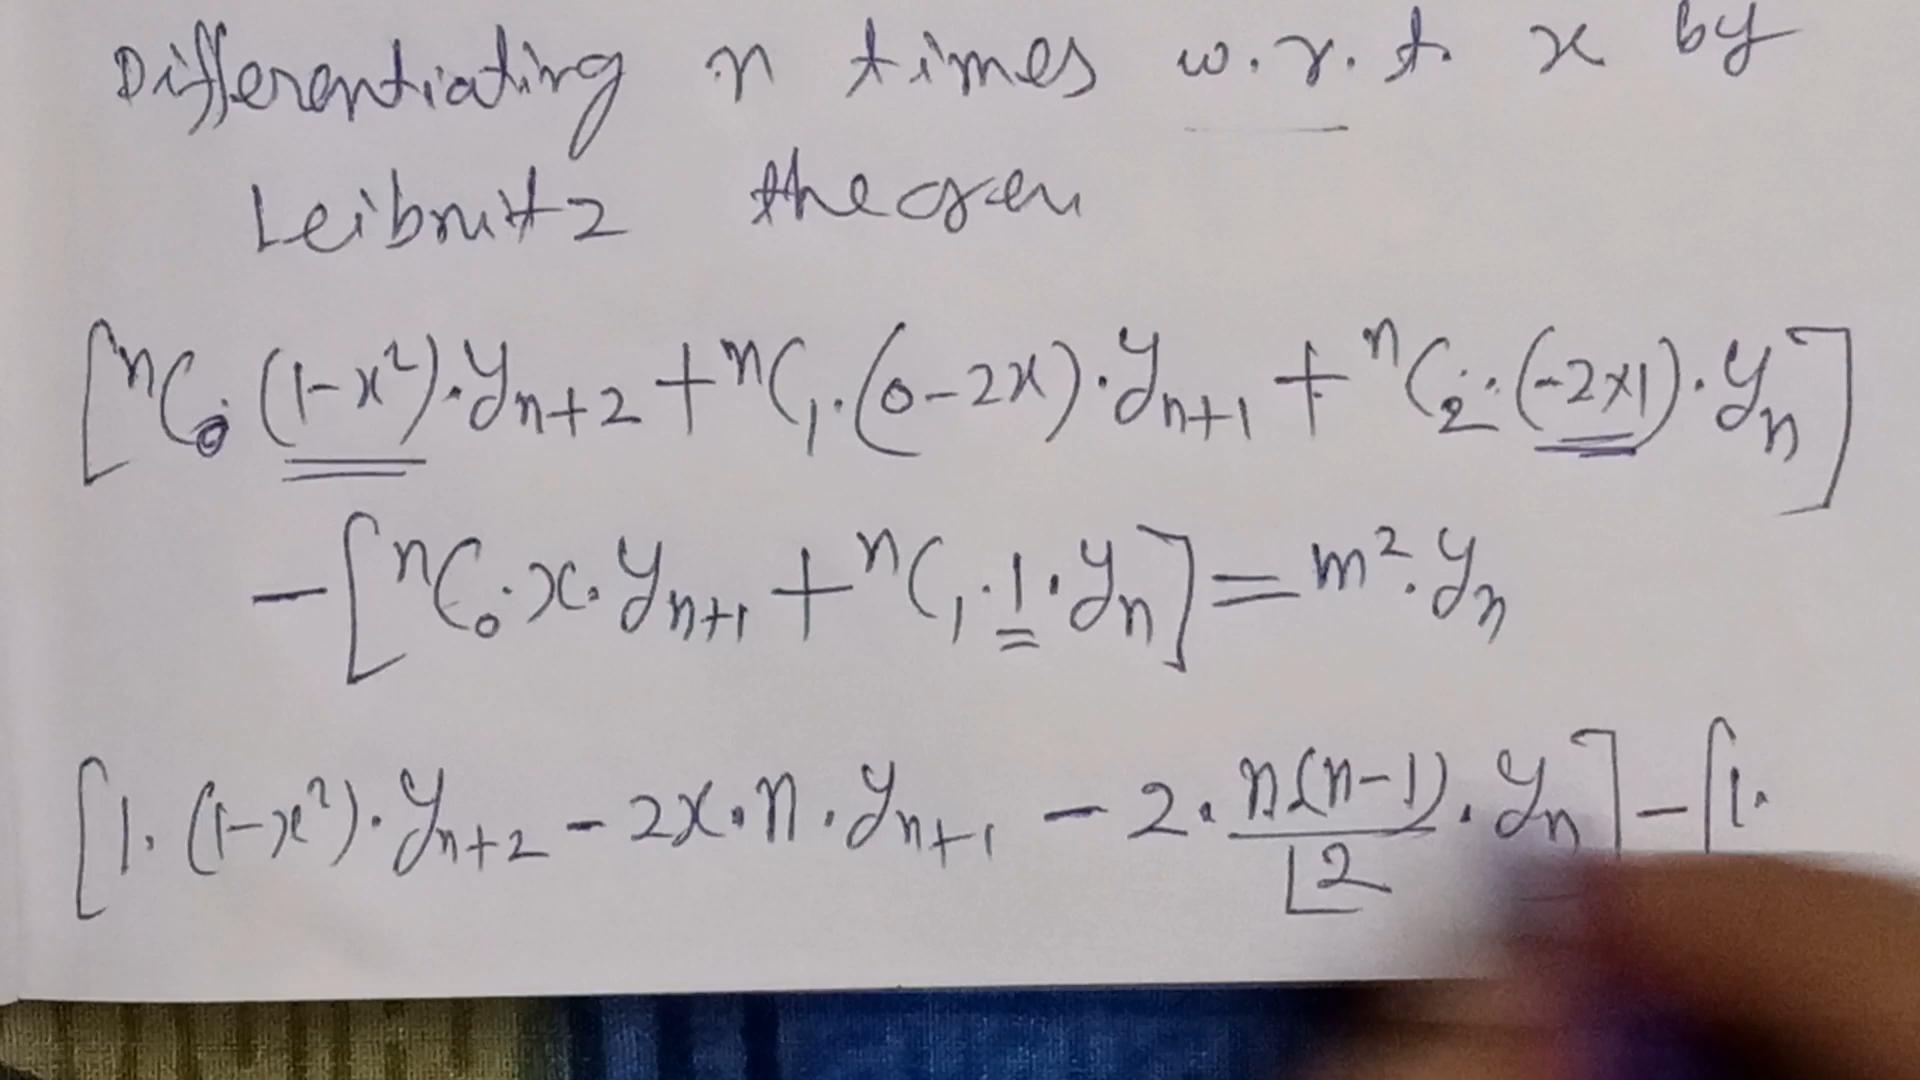 Differentiating n times w.r.t. x by
Leibnitz theorem
[ⁿC₀.(1-x²).yₙ₊₂+ⁿC₁.(0-2x).yₙ₊₁+ⁿC₂.(-2×1).yₙ]
-[ⁿC₀.x.yₙ₊₁+ⁿC₁.1.yₙ]=m².yₙ
[1.(1-x²).yₙ₊₂-2x.n.yₙ₊₁-2.n.(n-1)/⌊2.yₙ]-[1.